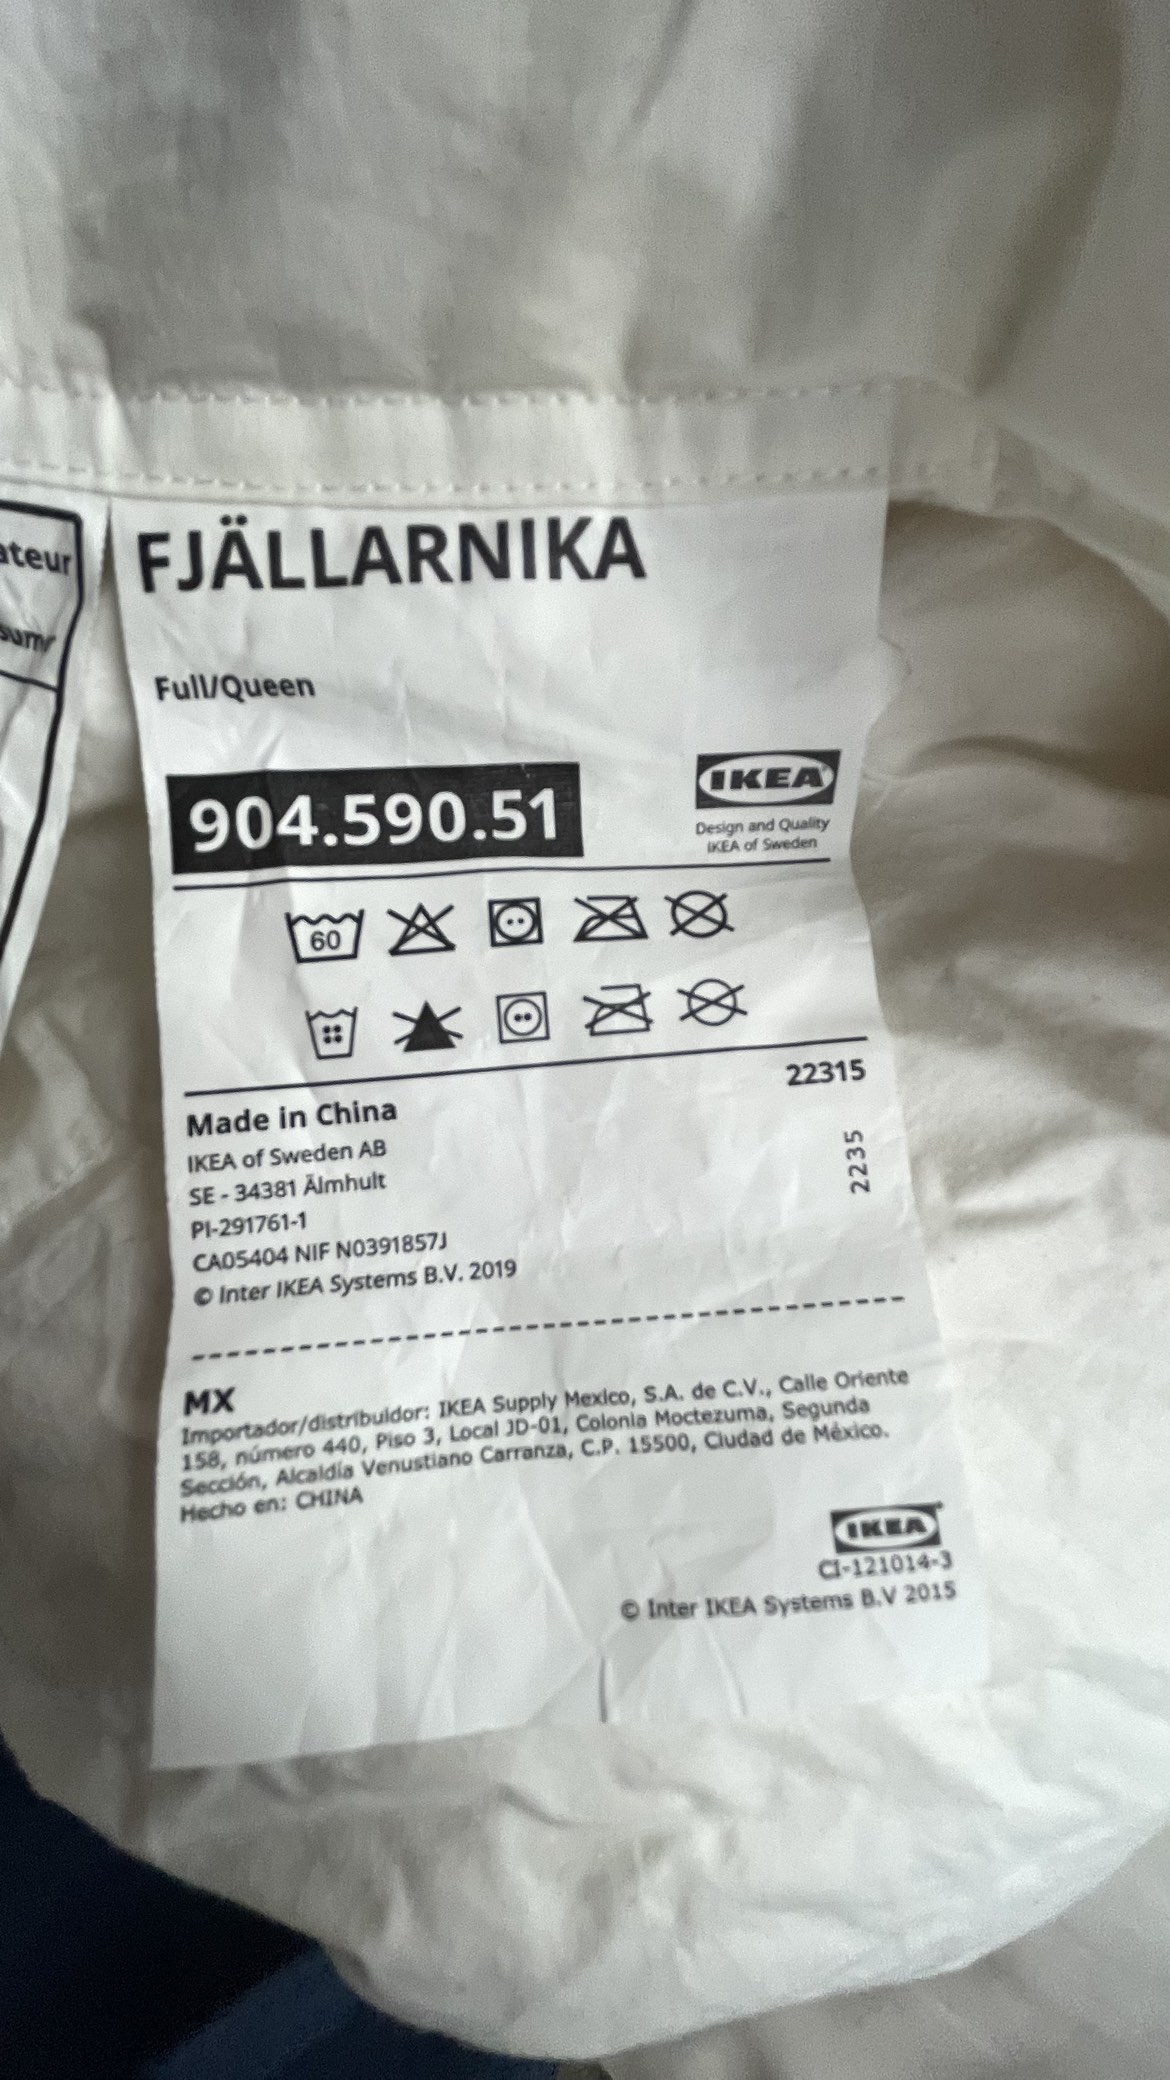 ateur
FJÄLLARNIKA
Full/Queen
904.590.51
IKEA
Design and Quality
IKEA of Sweden
60
22315
Made in China
IKEA of Sweden AB
SE - 34381 Älmhult
PI-291761-1
CA05404 NIF N0391857J
© Inter IKEA Systems B.V. 2019
2235
MX
Importador/distribuidor: IKEA Supply Mexico, S.A. de C.V., Calle Oriente
158, número 440, Piso 3, Local JD-01, Colonia Moctezuma, Segunda
Sección, Alcaldía Venustiano Carranza, C.P. 15500, Ciudad de México.
Hecho en: CHINA
IKEA
CI-121014-3
© Inter IKEA Systems B.V 2015